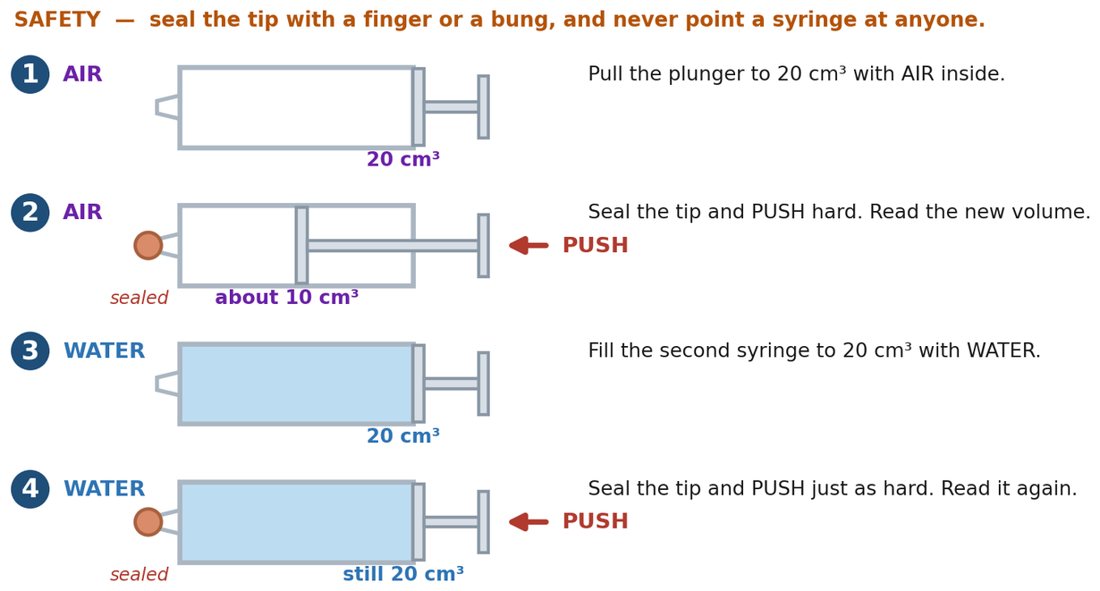 SAFETY — seal the tip with a finger or a bung, and never point a syringe at anyone.
1 AIR Pull the plunger to 20 cm³ with AIR inside.
20 cm³
2 AIR Seal the tip and PUSH hard. Read the new volume.
PUSH
sealed about 10 cm³
3 WATER Fill the second syringe to 20 cm³ with WATER.
20 cm³
4 WATER Seal the tip and PUSH just as hard. Read it again.
PUSH
sealed still 20 cm³